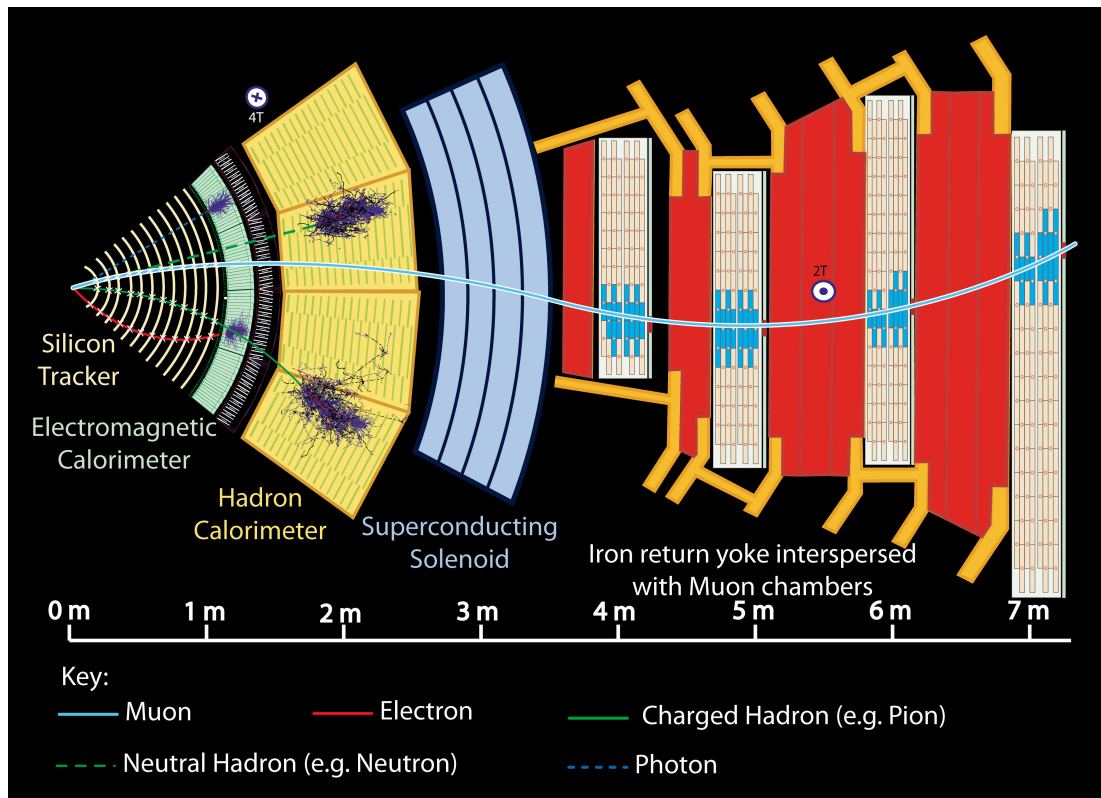 4T
2T
Silicon
Tracker
Electromagnetic
Calorimeter
Hadron
Calorimeter
Superconducting
Solenoid
Iron return yoke interspersed
with Muon chambers
0 m 1 m 2 m 3 m 4 m 5 m 6 m 7 m
Key:
Muon Electron Charged Hadron (e.g. Pion)
Neutral Hadron (e.g. Neutron) Photon